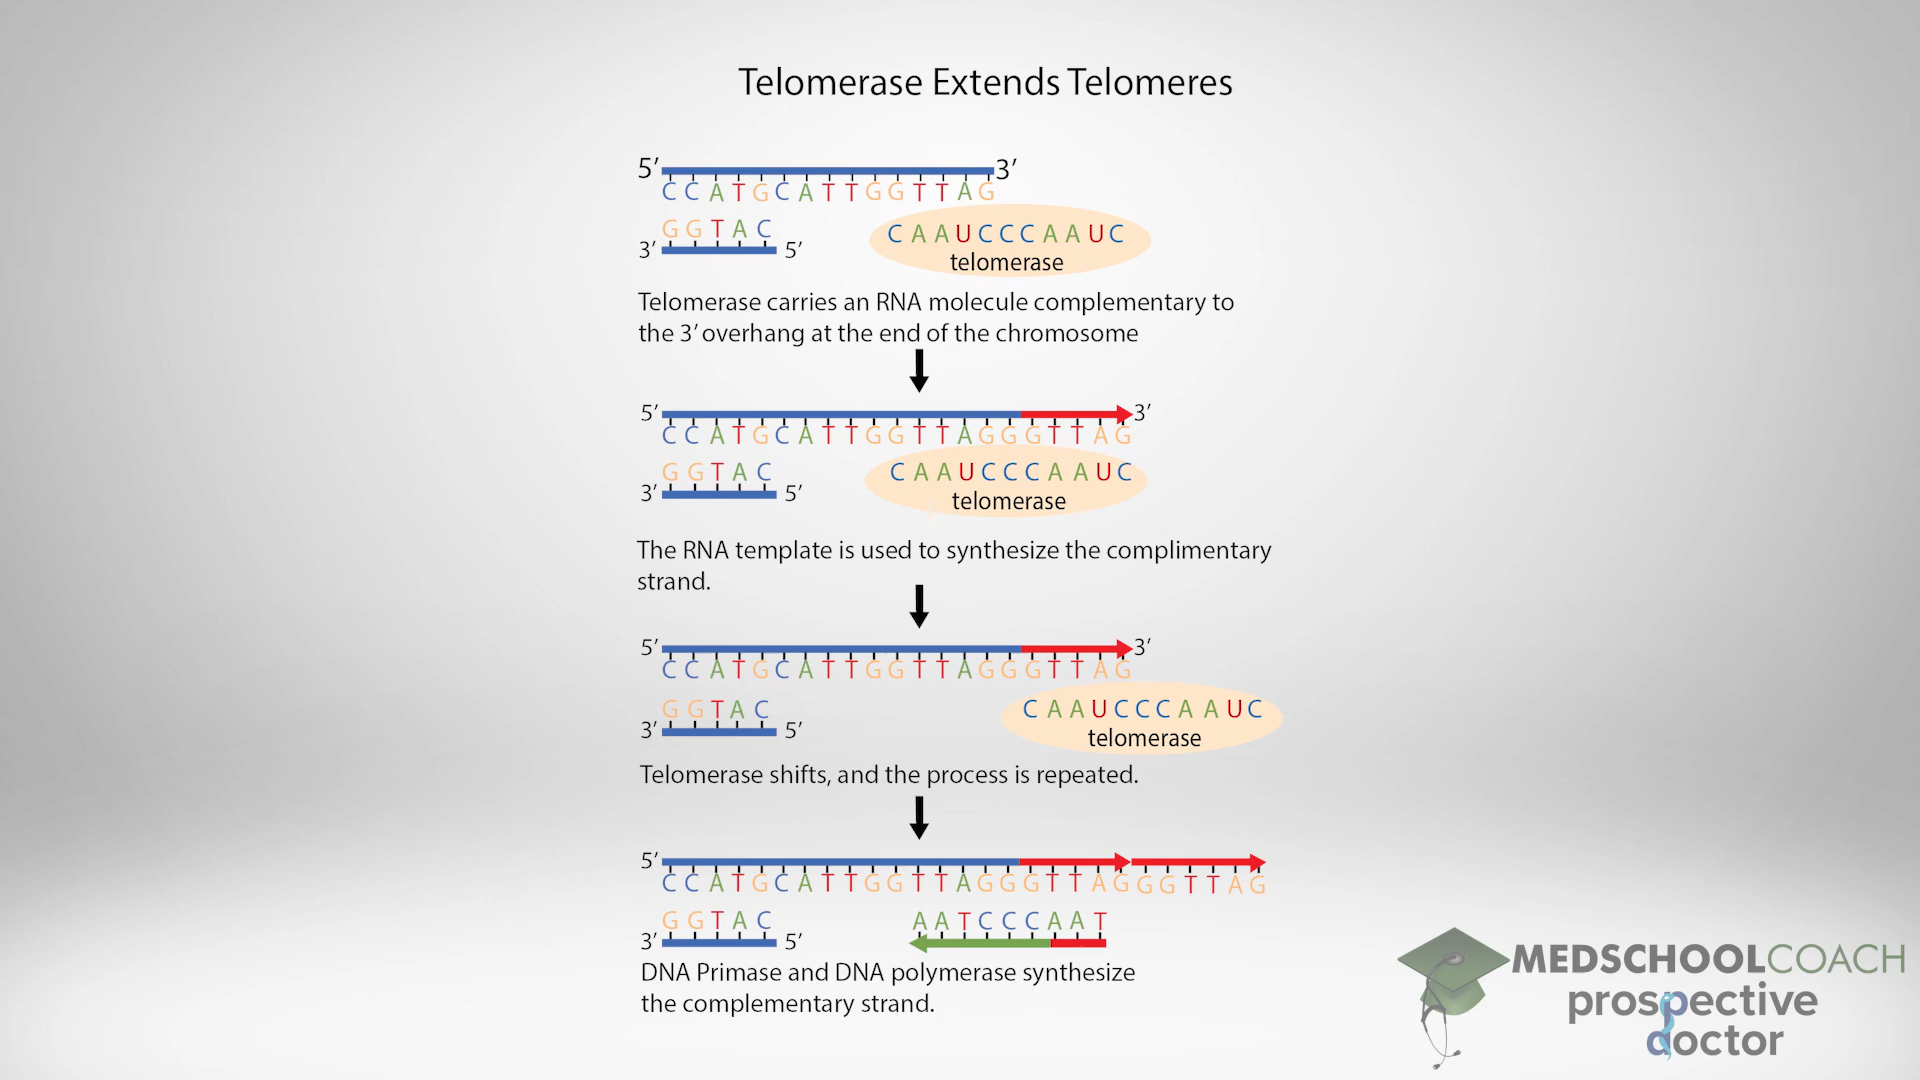 Telomerase Extends Telomeres
5′ 3′
C C A T G C A T T G G T T A G
G G T A C
3′ 5′
C A A U C C C A A U C
telomerase
Telomerase carries an RNA molecule complementary to
the 3′ overhang at the end of the chromosome
5′ 3′
C C A T G C A T T G G T T A G G G T T A G
G G T A C
3′ 5′
C A A U C C C A A U C
telomerase
The RNA template is used to synthesize the complimentary
strand.
5′ 3′
C C A T G C A T T G G T T A G G G T T A G
G G T A C
3′ 5′
C A A U C C C A A U C
telomerase
Telomerase shifts, and the process is repeated.
5′
C C A T G C A T T G G T T A G G G T T A G G G T T A G
G G T A C
3′ 5′
A A T C C C A A T
DNA Primase and DNA polymerase synthesize
the complementary strand.
MEDSCHOOLCOACH
prospective
doctor